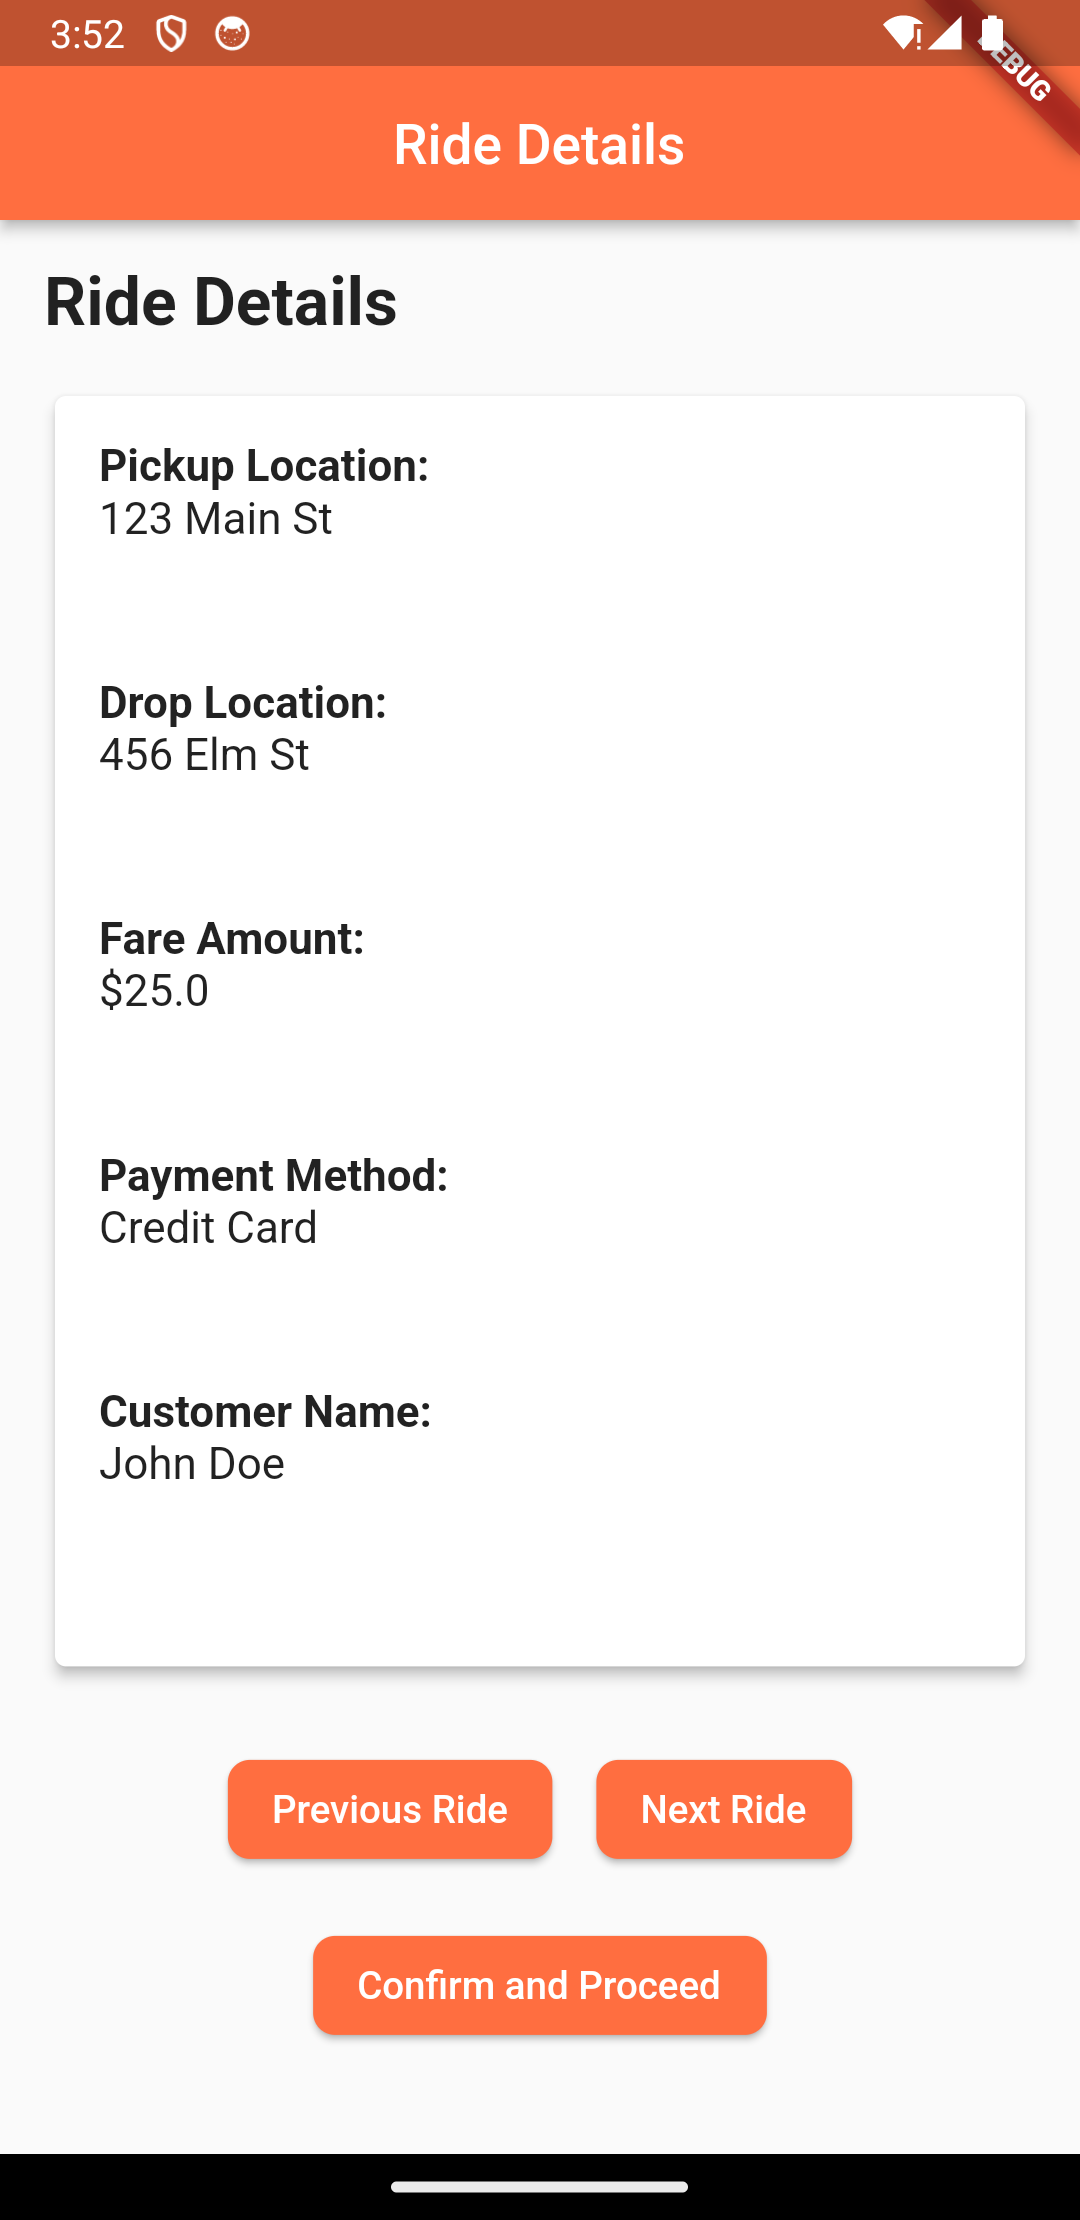 3:52
DEBUG
Ride Details
Ride Details
Pickup Location:
123 Main St
Drop Location:
456 Elm St
Fare Amount:
$25.0
Payment Method:
Credit Card
Customer Name:
John Doe
Previous Ride
Next Ride
Confirm and Proceed